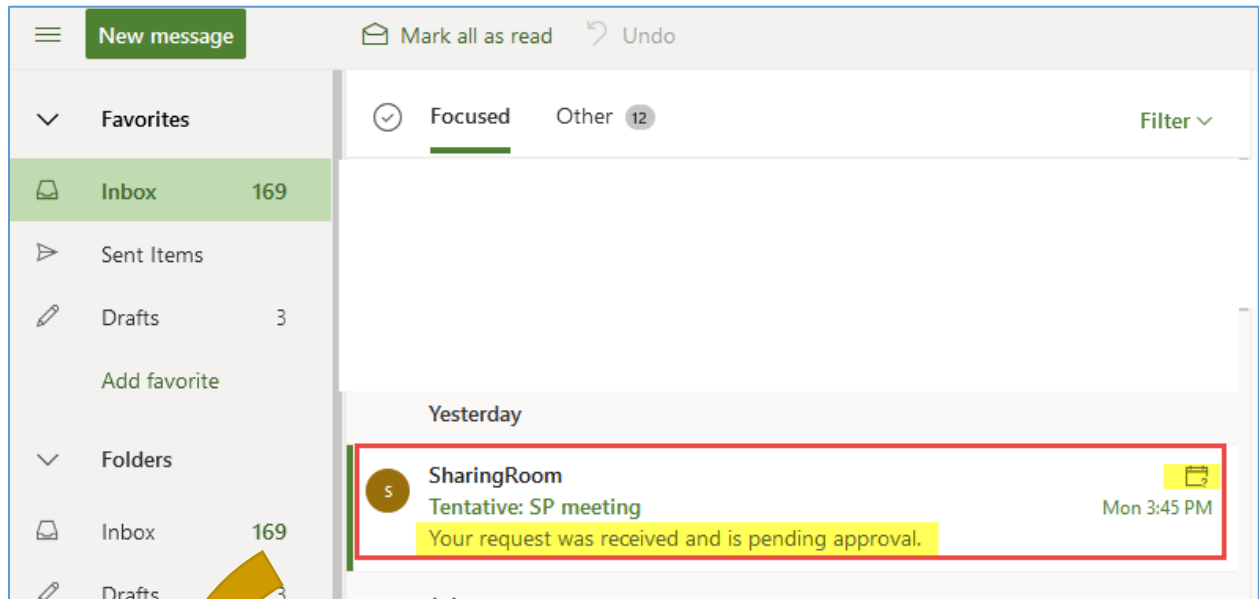 New message
Mark all as read
Undo
Favorites
Focused
Other 12
Filter
Inbox 169
Sent Items
Drafts 3
Add favorite
Yesterday
Folders
SharingRoom
S
Tentative: SP meeting
Mon 3:45 PM
Your request was received and is pending approval.
Inbox 169
Drafts 3